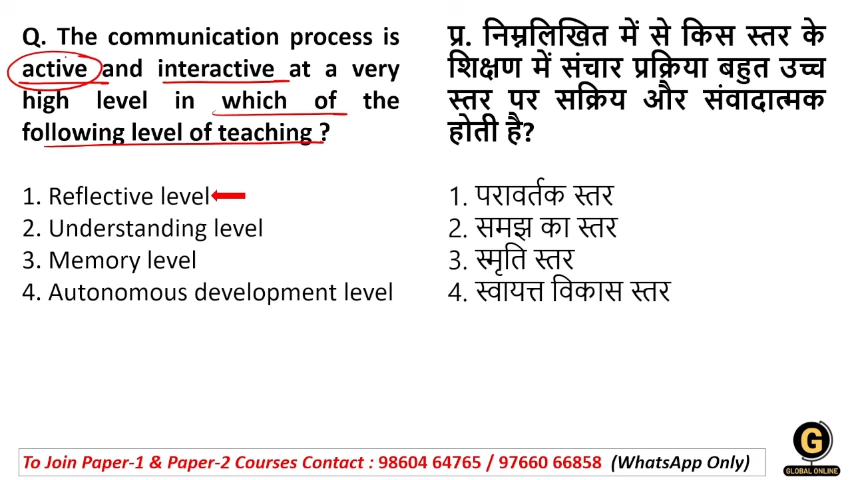 Q. The communication process is
active and interactive at a very
high level in which of the
following level of teaching ?
1. Reflective level
2. Understanding level
3. Memory level
4. Autonomous development level
प्र. निम्नलिखित में से किस स्तर के
शिक्षण में संचार प्रक्रिया बहुत उच्च
स्तर पर सक्रिय और संवादात्मक
होती है?
1. परावर्तक स्तर
2. समझ का स्तर
3. स्मृति स्तर
4. स्वायत्त विकास स्तर
G
GLOBAL ONLINE
To Join Paper-1 & Paper-2 Courses Contact : 98604 64765 / 97660 66858 (WhatsApp Only)